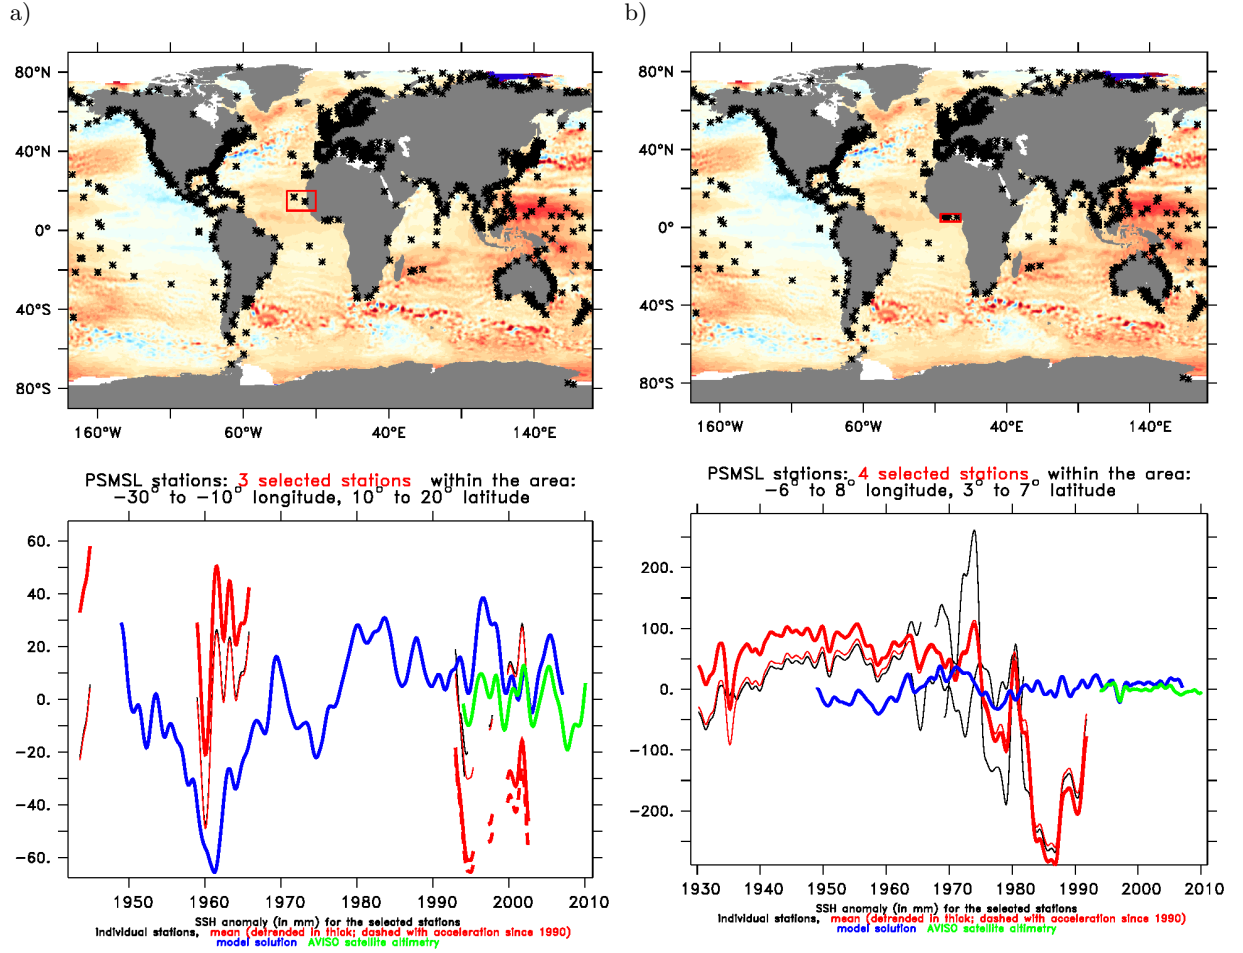 a)
80°N
40°N
0°
40°S
80°S
160°W 60°W 40°E 140°E
PSMSL stations: 3 selected stations within the area:
-30° to -10° longitude, 10° to 20° latitude
60.
40.
20.
0.
-20.
-40.
-60.
1950 1960 1970 1980 1990 2000 2010
SSH anomaly (in mm) for the selected stations
Individual stations, mean (detrended in thick; dashed with acceleration since 1990)
model solution AVISO satellite altimetry
b)
80°N
40°N
0°
40°S
80°S
160°W 60°W 40°E 140°E
PSMSL stations: 4 selected stations within the area:
-6° to 8° longitude, 3° to 7° latitude
200.
100.
0.
-100.
-200.
1930 1940 1950 1960 1970 1980 1990 2000 2010
SSH anomaly (in mm) for the selected stations
Individual stations, mean (detrended in thick; dashed with acceleration since 1990)
model solution AVISO satellite altimetry